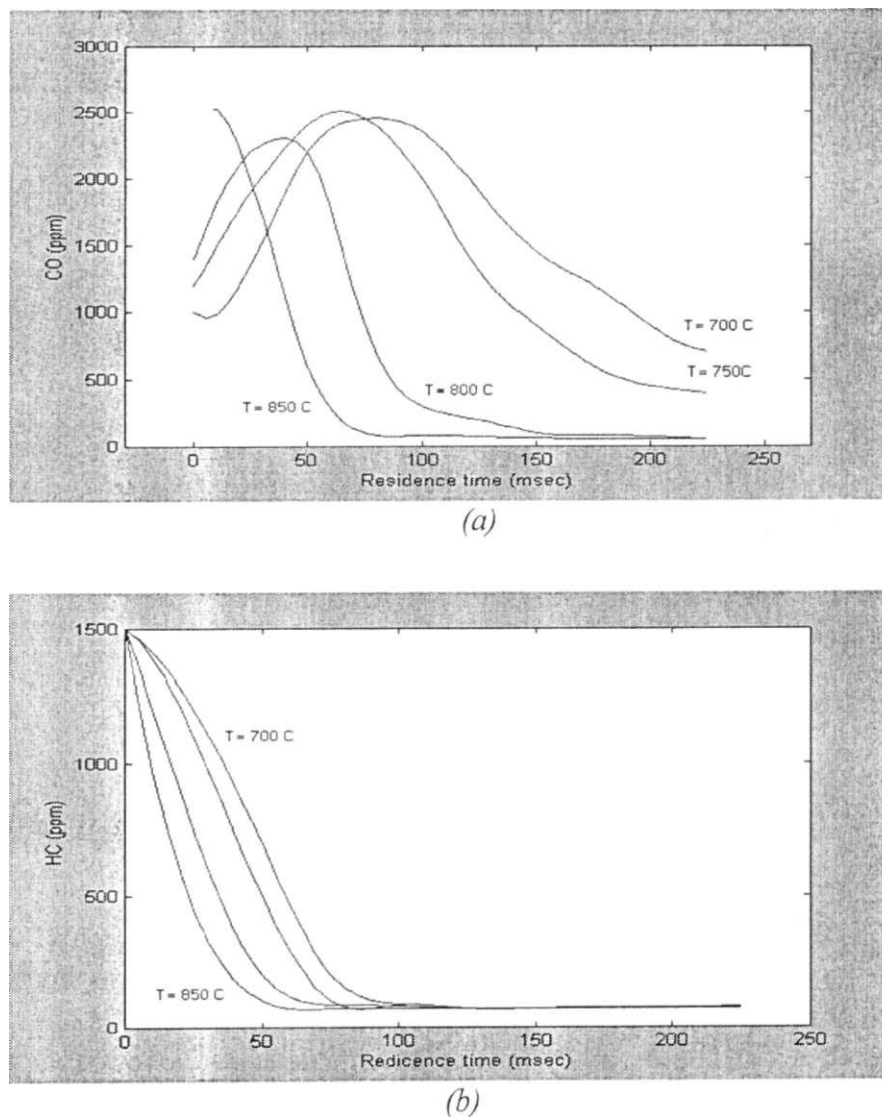 3000
2500
2000
1500
1000
500
0
CO (ppm)
T = 700 C
T = 750C
T = 800 C
T = 850 C
0 50 100 150 200 250
Residence time (msec)
(a)
1500
1000
500
0
HC (ppm)
T = 700 C
T = 850 C
0 50 100 150 200 250
Redicence time (msec)
(b)